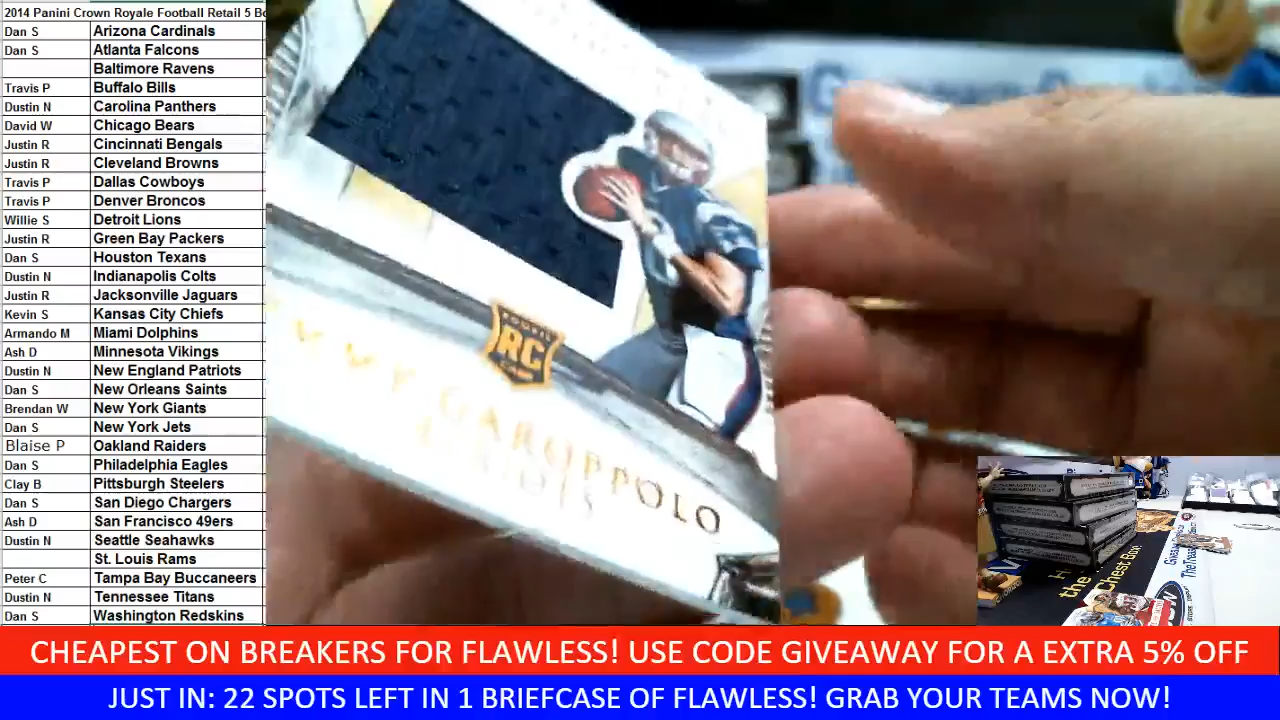 2014 Panini Crown Royale Football Retail 5 Bo
Dan S Arizona Cardinals
Dan S Atlanta Falcons
Baltimore Ravens
Travis P Buffalo Bills
Dustin N Carolina Panthers
David W Chicago Bears
Justin R Cincinnati Bengals
Justin R Cleveland Browns
Travis P Dallas Cowboys
Travis P Denver Broncos
Willie S Detroit Lions
Justin R Green Bay Packers
Dan S Houston Texans
Dustin N Indianapolis Colts
Justin R Jacksonville Jaguars
Kevin S Kansas City Chiefs
Armando M Miami Dolphins
Ash D Minnesota Vikings
Dustin N New England Patriots
Dan S New Orleans Saints
Brendan W New York Giants
Dan S New York Jets
Blaise P Oakland Raiders
Dan S Philadelphia Eagles
Clay B Pittsburgh Steelers
Dan S San Diego Chargers
Ash D San Francisco 49ers
Dustin N Seattle Seahawks
St. Louis Rams
Peter C Tampa Bay Buccaneers
Dustin N Tennessee Titans
Dan S Washington Redskins
RC
GAROPPOLO
the Chest Box
CHEAPEST ON BREAKERS FOR FLAWLESS! USE CODE GIVEAWAY FOR A EXTRA 5% OFF
JUST IN: 22 SPOTS LEFT IN 1 BRIEFCASE OF FLAWLESS! GRAB YOUR TEAMS NOW!